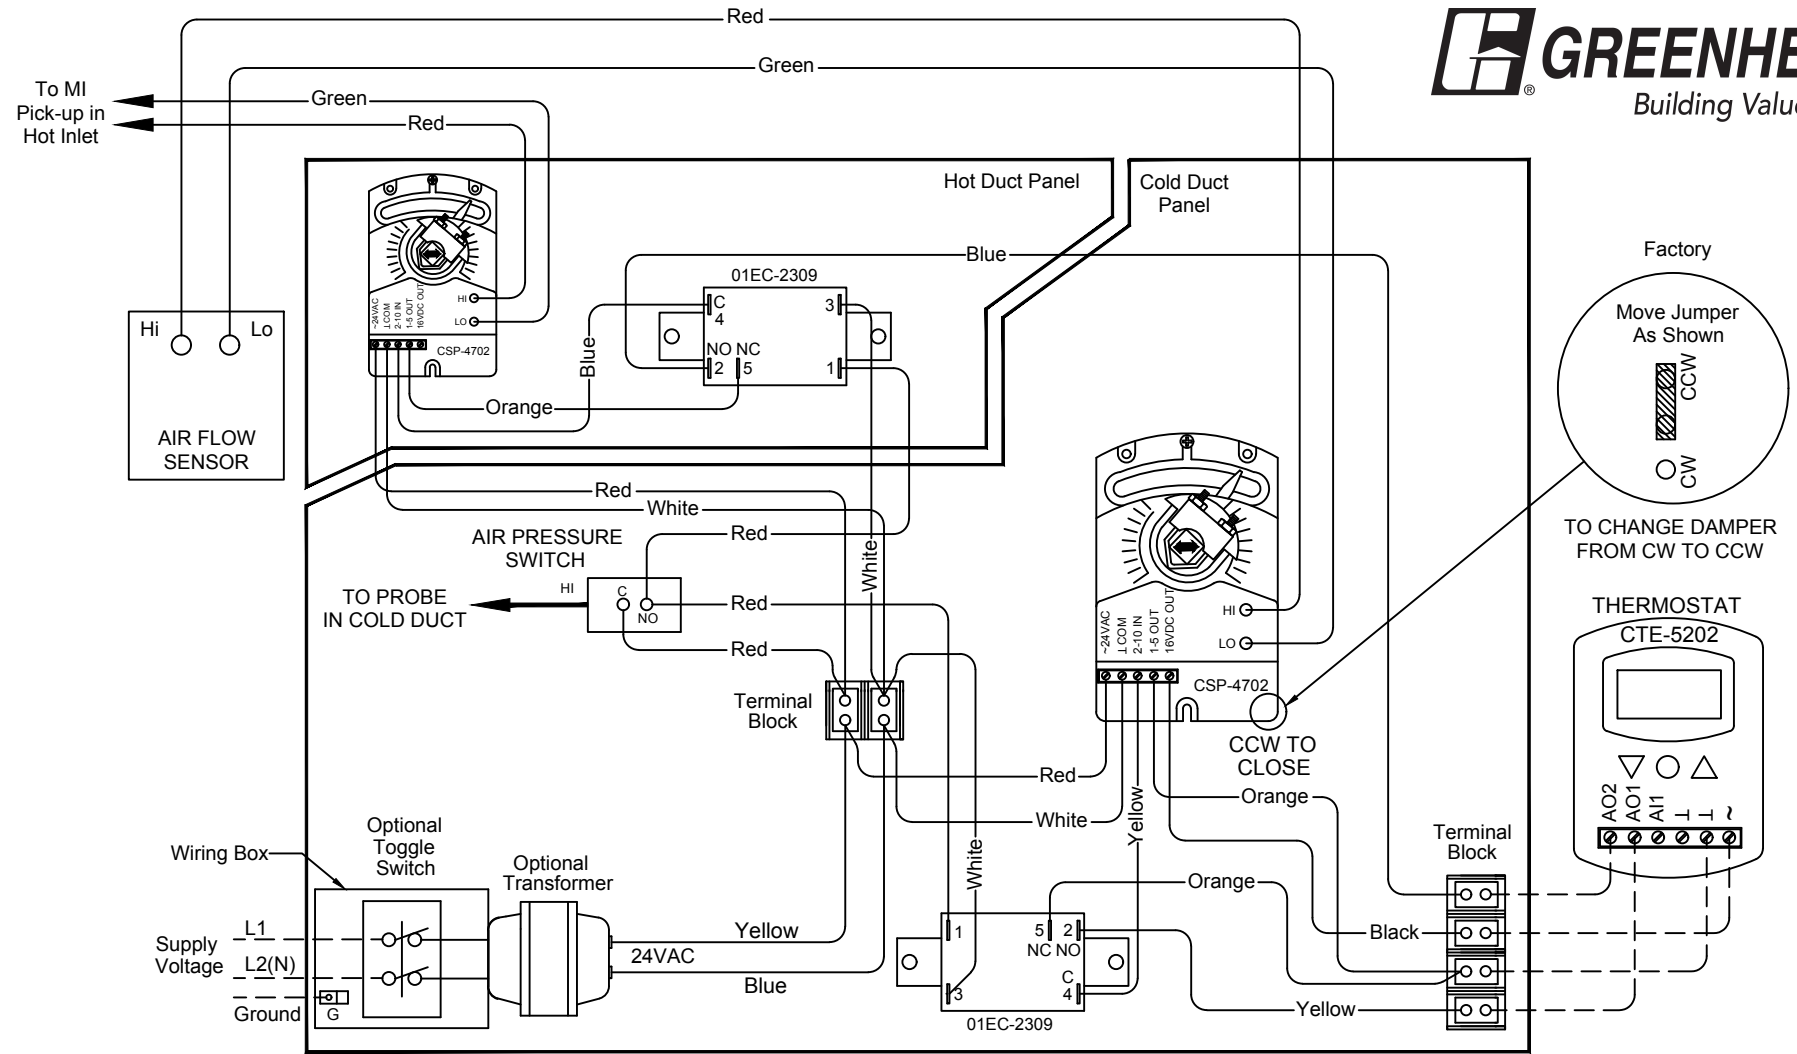 Red
Green
GREENHE
®
Building Valu
To MI
Pick-up in
Hot Inlet
Green
Red
Hot Duct Panel
Cold Duct
Panel
Hi
Lo
AIR FLOW
SENSOR
~24VAC
⊥COM
2-10 IN
1-5 OUT
16VDC OUT
HI
LO
CSP-4702
Blue
01EC-2309
C
4
3
NO NC
2
5
1
Blue
Orange
Factory
Move Jumper
As Shown
CCW
CW
TO CHANGE DAMPER
FROM CW TO CCW
Red
White
AIR PRESSURE
SWITCH
Red
White
HI
C
NO
TO PROBE
IN COLD DUCT
Red
Red
~24VAC
⊥COM
2-10 IN
1-5 OUT
16VDC OUT
HI
LO
CSP-4702
CCW TO
CLOSE
THERMOSTAT
CTE-5202
AO2
AO1
AI1
⊥
⊥
~
Terminal
Block
Red
Orange
White
Yellow
White
Terminal
Block
Orange
Black
Yellow
Wiring Box
Optional
Toggle
Switch
Optional
Transformer
Supply
Voltage
L1
L2(N)
Ground
G
Yellow
24VAC
Blue
1
5
2
NC NO
C
3
4
01EC-2309